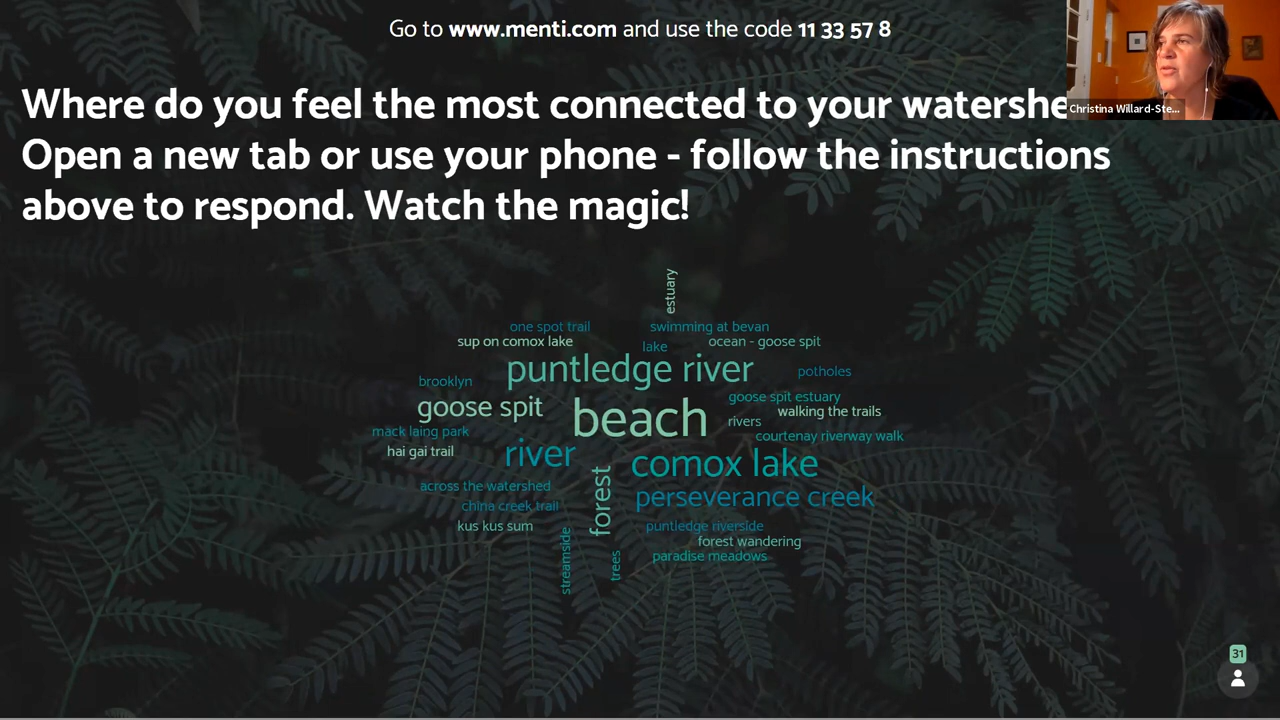 Go to www.menti.com and use the code 11 33 57 8
Where do you feel the most connected to your watershe
Christina Willard-Ste...
Open a new tab or use your phone - follow the instructions
above to respond. Watch the magic!
estuary
one spot trail
swimming at bevan
sup on comox lake
lake
ocean - goose spit
puntledge river
potholes
brooklyn
goose spit estuary
goose spit
beach
walking the trails
rivers
mack laing park
courtenay riverway walk
hai gai trail
river
comox lake
across the watershed
forest
perseverance creek
china creek trail
kus kus sum
puntledge riverside
forest wandering
streamside
trees
paradise meadows
31